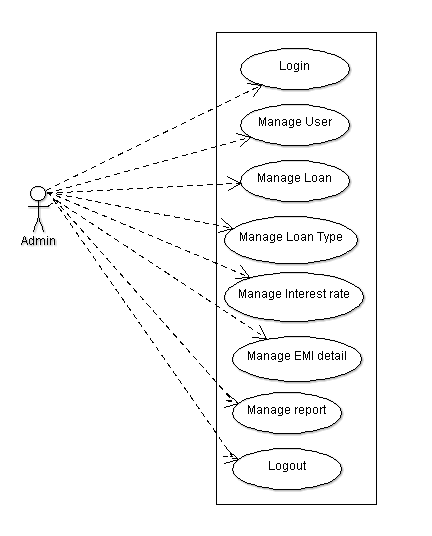 Login
Manage User
Manage Loan
Admin
Manage Loan Type
Manage Interest rate
Manage EMI detail
Manage report
Logout